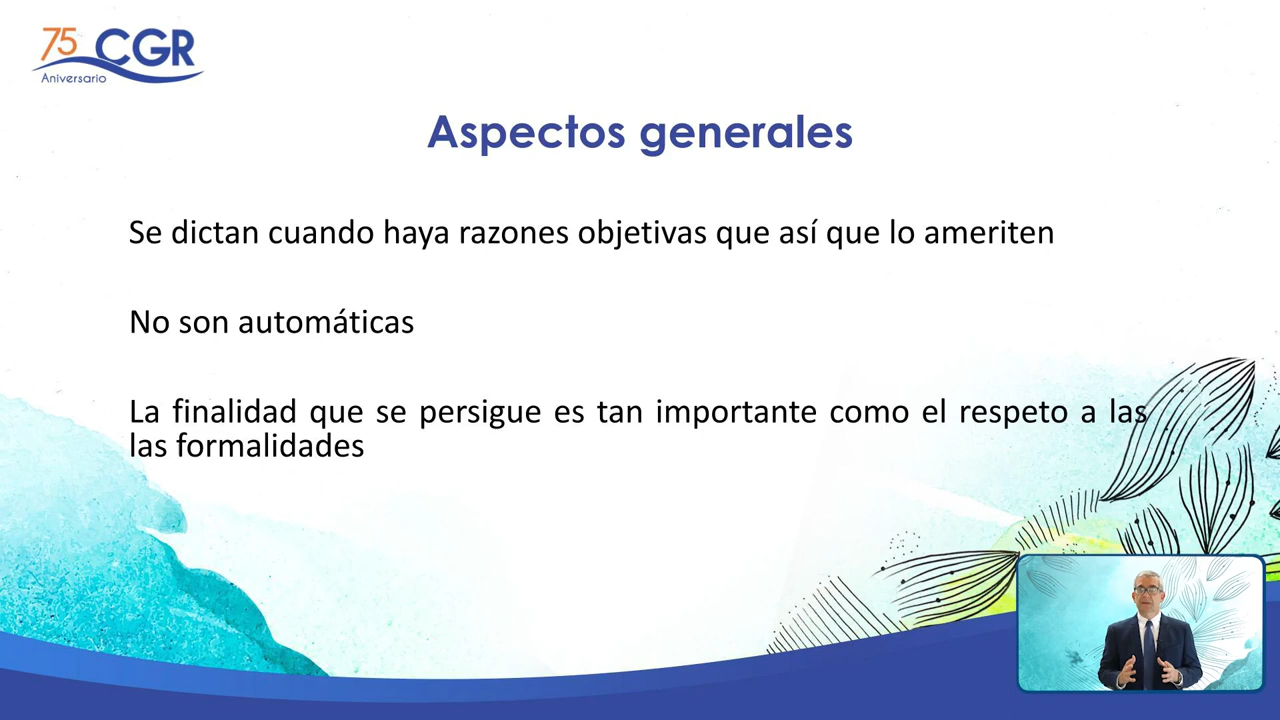 75 CGR
Aniversario
Aspectos generales
Se dictan cuando haya razones objetivas que así que lo ameriten
No son automáticas
La finalidad que se persigue es tan importante como el respeto a las
las formalidades